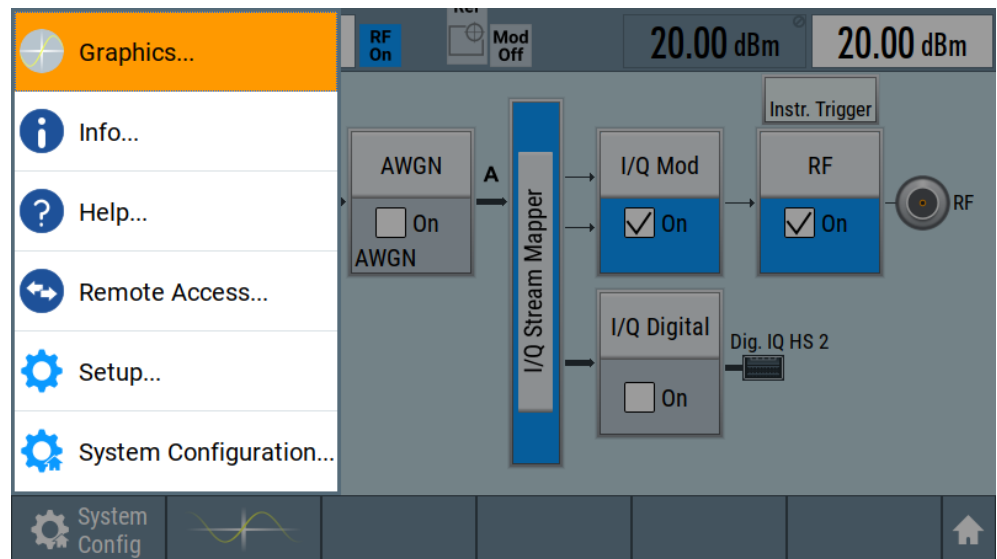 Graphics...
Info...
Help...
Remote Access...
Setup...
System Configuration...
RF
On
Ref
Mod
Off
20.00 dBm
20.00 dBm
Instr. Trigger
AWGN
On
AWGN
A
I/Q Stream Mapper
I/Q Mod
On
RF
On
RF
I/Q Digital
On
Dig. IQ HS 2
System
Config